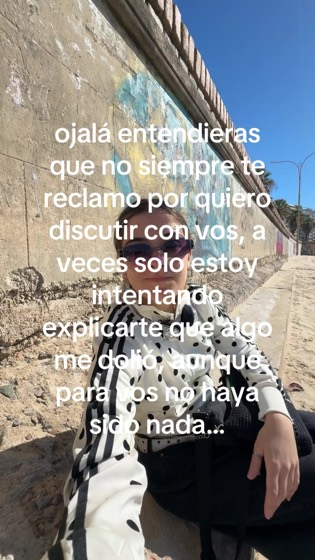 ojalá entendieras
que no siempre te
reclamo por quiero
discutir con vos, a
veces solo estoy
intentando
explicarte que algo
me dolió, aunque
para vos no haya
sido nada...